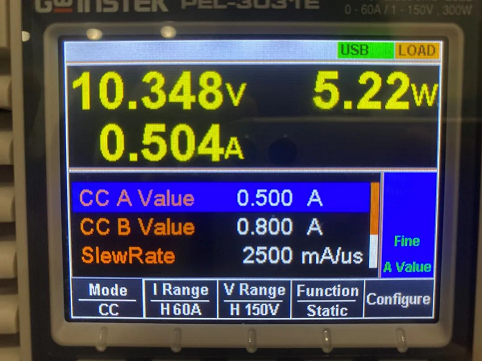 GWINSTEK PEL-3031E 0 - 60A / 1 - 150V, 300W
USB LOAD
10.348V 5.22W
0.504A
CC A Value 0.500 A
CC B Value 0.800 A
SlewRate 2500 mA/us
Fine
A Value
Mode I Range V Range Function Configure
CC H 60A H 150V Static